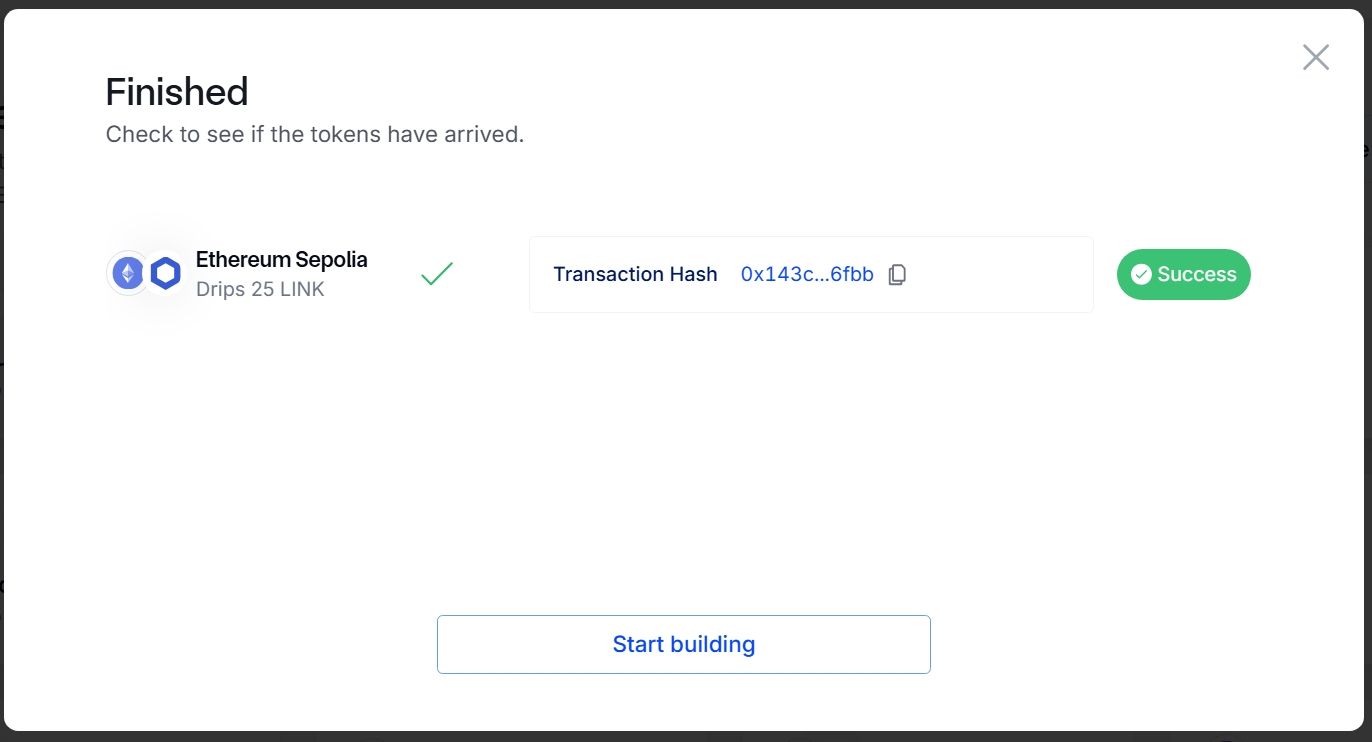 Finished
Check to see if the tokens have arrived.
Ethereum Sepolia
Drips 25 LINK
Transaction Hash 0x143c...6fbb
Success
Start building